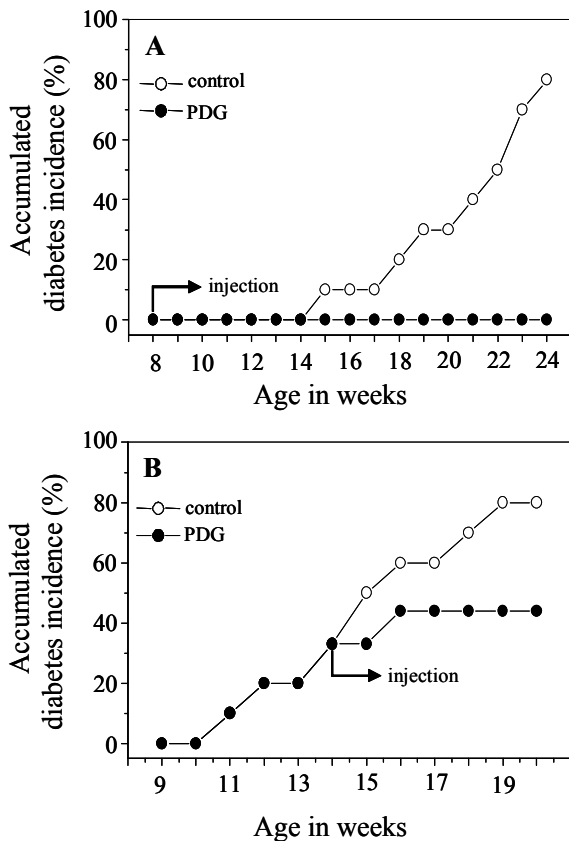 100
A
control
PDG
80
60
40
20
0
Accumulated
diabetes incidence (%)
injection
8 10 12 14 16 18 20 22 24
Age in weeks
100
B
control
PDG
80
60
40
20
0
Accumulated
diabetes incidence (%)
injection
9 11 13 15 17 19
Age in weeks